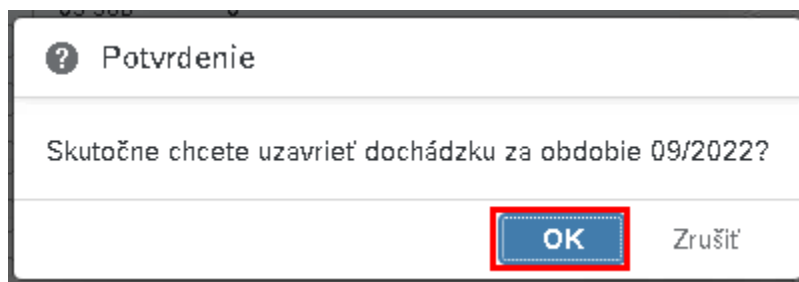 Potvrdenie
Skutočne chcete uzavrieť dochádzku za obdobie 09/2022?
OK Zrušiť